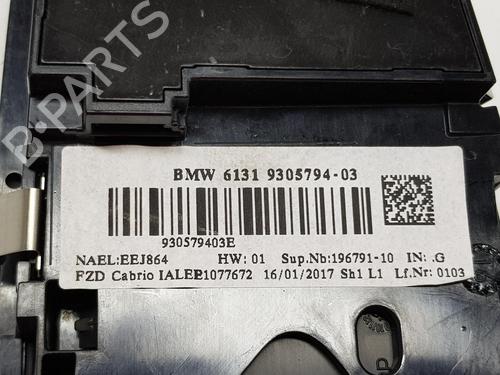 B-PARTS
BMW 6131 9305794-03
930579403E
NAEL:EEJ864 HW: 01 Sup.Nb:196791-10 IN: .G
FZD Cabrio IALEE1077672 16/01/2017 Sh1 L1 Lf.Nr: 0103